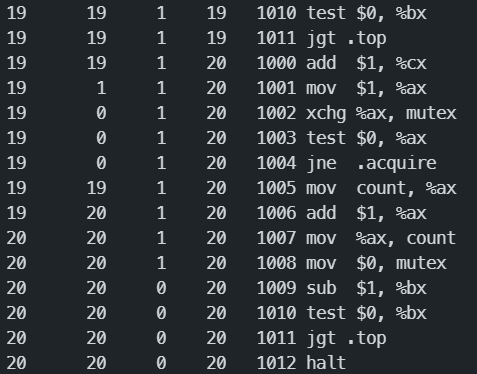 19 19 1 19 1010 test $0, %bx
19 19 1 19 1011 jgt .top
19 19 1 20 1000 add $1, %cx
19 1 1 20 1001 mov $1, %ax
19 0 1 20 1002 xchg %ax, mutex
19 0 1 20 1003 test $0, %ax
19 0 1 20 1004 jne .acquire
19 19 1 20 1005 mov count, %ax
19 20 1 20 1006 add $1, %ax
20 20 1 20 1007 mov %ax, count
20 20 1 20 1008 mov $0, mutex
20 20 0 20 1009 sub $1, %bx
20 20 0 20 1010 test $0, %bx
20 20 0 20 1011 jgt .top
20 20 0 20 1012 halt